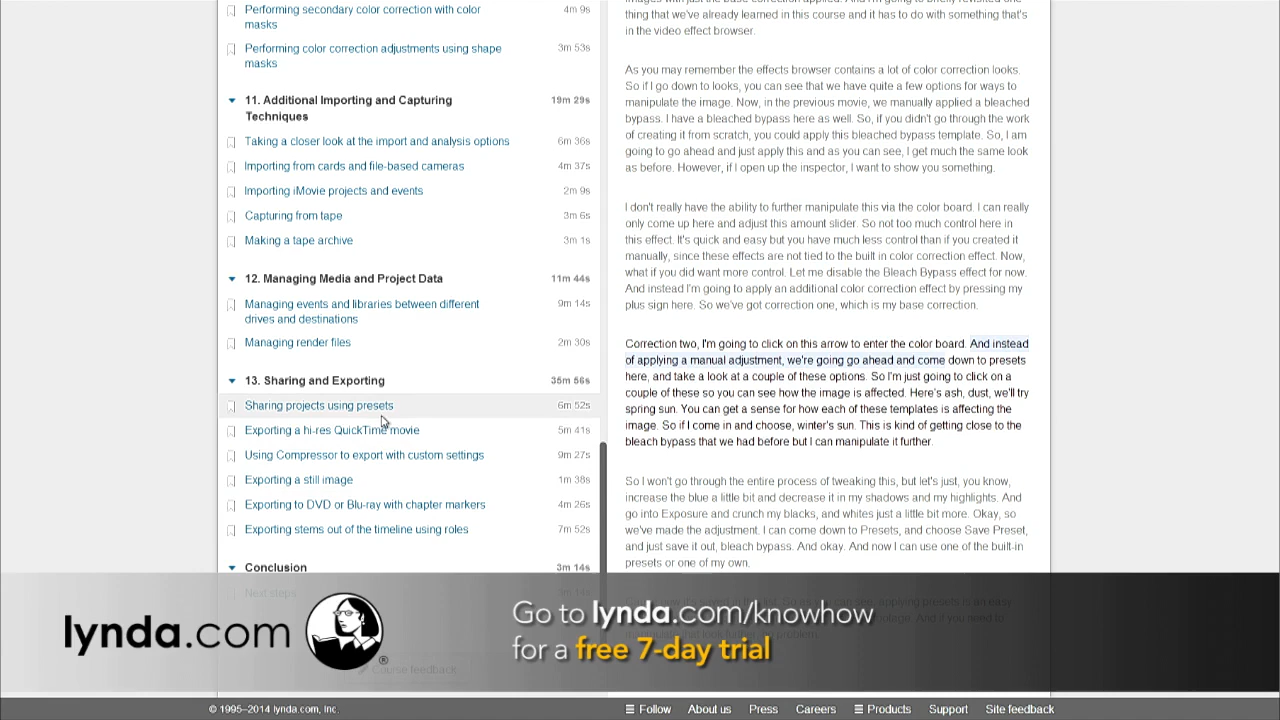 Performing secondary color correction with color
masks
4m 9s
Performing color correction adjustments using shape
masks
3m 53s
11. Additional Importing and Capturing
Techniques
19m 29s
Taking a closer look at the import and analysis options
6m 36s
Importing from cards and file-based cameras
4m 37s
Importing iMovie projects and events
2m 9s
Capturing from tape
3m 6s
Making a tape archive
3m 1s
12. Managing Media and Project Data
11m 44s
Managing events and libraries between different
drives and destinations
9m 14s
Managing render files
2m 30s
13. Sharing and Exporting
35m 56s
Sharing projects using presets
6m 52s
Exporting a hi-res QuickTime movie
5m 41s
Using Compressor to export with custom settings
9m 27s
Exporting a still image
1m 38s
Exporting to DVD or Blu-ray with chapter markers
4m 26s
Exporting stems out of the timeline using roles
7m 52s
Conclusion
3m 14s
Next steps
thing that we've already learned in this course and it has to do with something that's
in the video effect browser.
As you may remember the effects browser contains a lot of color correction looks.
So if I go down to looks, you can see that we have quite a few options for ways to
manipulate the image. Now, in the previous movie, we manually applied a bleached
bypass. I have a bleached bypass here as well. So, if you didn't go through the work
of creating it from scratch, you could apply this bleached bypass template. So, I am
going to go ahead and just apply this and as you can see, I get much the same look
as before. However, if I open up the inspector, I want to show you something.
I don't really have the ability to further manipulate this via the color board. I can really
only come up here and adjust this amount slider. So not too much control here in
this effect. It's quick and easy but you have much less control than if you created it
manually, since these effects are not tied to the built in color correction effect. Now,
what if you did want more control. Let me disable the Bleach Bypass effect for now.
And instead I'm going to apply an additional color correction effect by pressing my
plus sign here. So we've got correction one, which is my base correction.
Correction two, I'm going to click on this arrow to enter the color board. And instead
of applying a manual adjustment, we're going go ahead and come down to presets
here, and take a look at a couple of these options. So I'm just going to click on a
couple of these so you can see how the image is affected. Here's ash, dust, we'll try
spring sun. You can get a sense for how each of these templates is affecting the
image. So if I come in and choose, winter's sun. This is kind of getting close to the
bleach bypass that we had before but I can manipulate it further.
So I won't go through the entire process of tweaking this, but let's just, you know,
increase the blue a little bit and decrease it in my shadows and my highlights. And
go into Exposure and crunch my blacks, and whites just a little bit more. Okay, so
we've made the adjustment. I can come down to Presets, and choose Save Preset,
and just save it out, bleach bypass. And okay. And now I can use one of the built-in
presets or one of my own.
lynda.com
®
Go to lynda.com/knowhow
for a free 7-day trial
Course feedback
© 1995–2014 lynda.com, Inc.
Follow
About us
Press
Careers
Products
Support
Site feedback